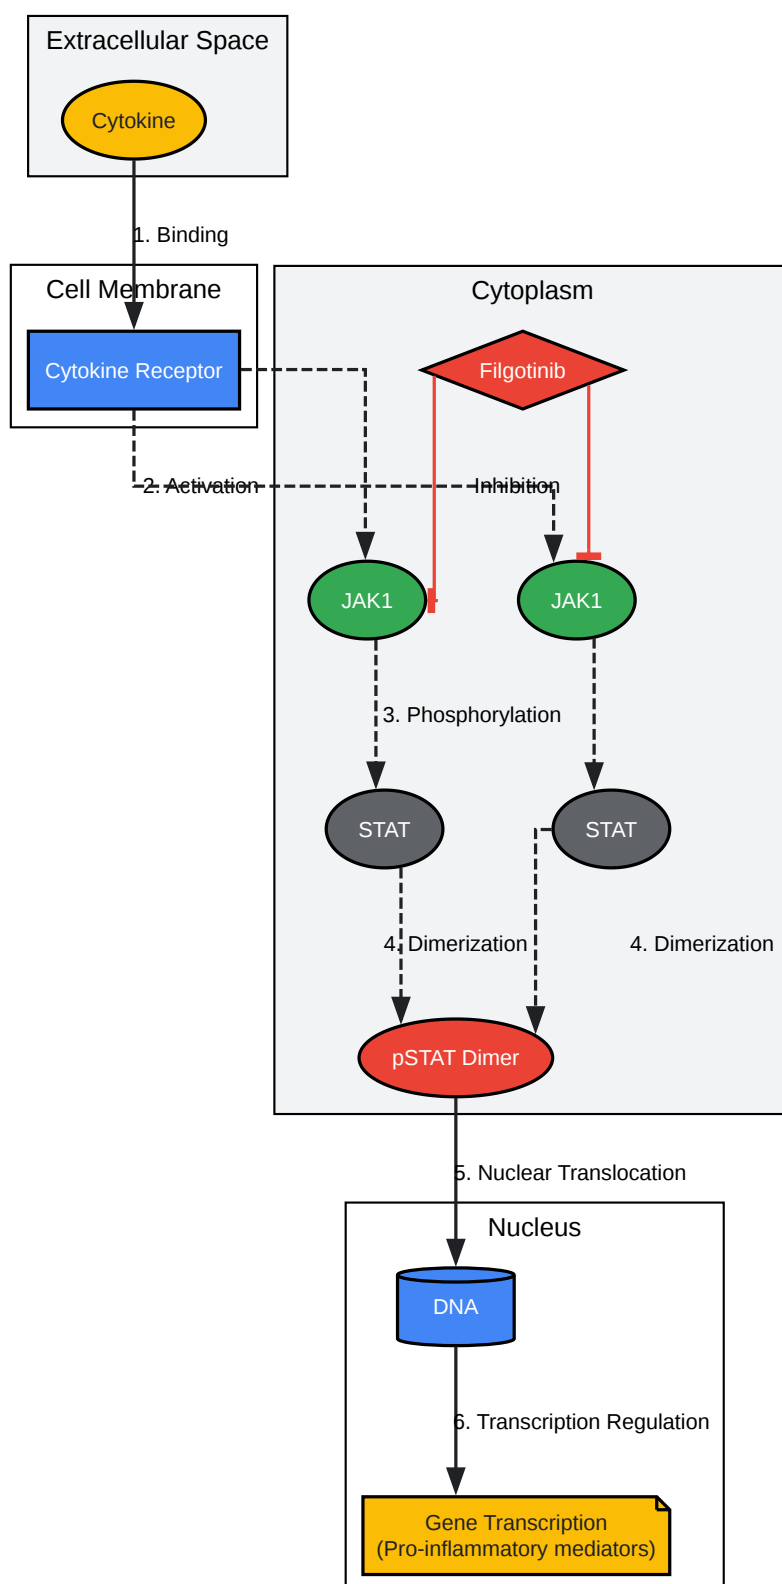 Extracellular Space
Cytokine
1. Binding
Cell Membrane
Cytoplasm
Cytokine Receptor
Filgotinib
2. Activation
Inhibition
JAK1
JAK1
3. Phosphorylation
STAT
STAT
4. Dimerization
4. Dimerization
pSTAT Dimer
5. Nuclear Translocation
Nucleus
DNA
6. Transcription Regulation
Gene Transcription
(Pro-inflammatory mediators)